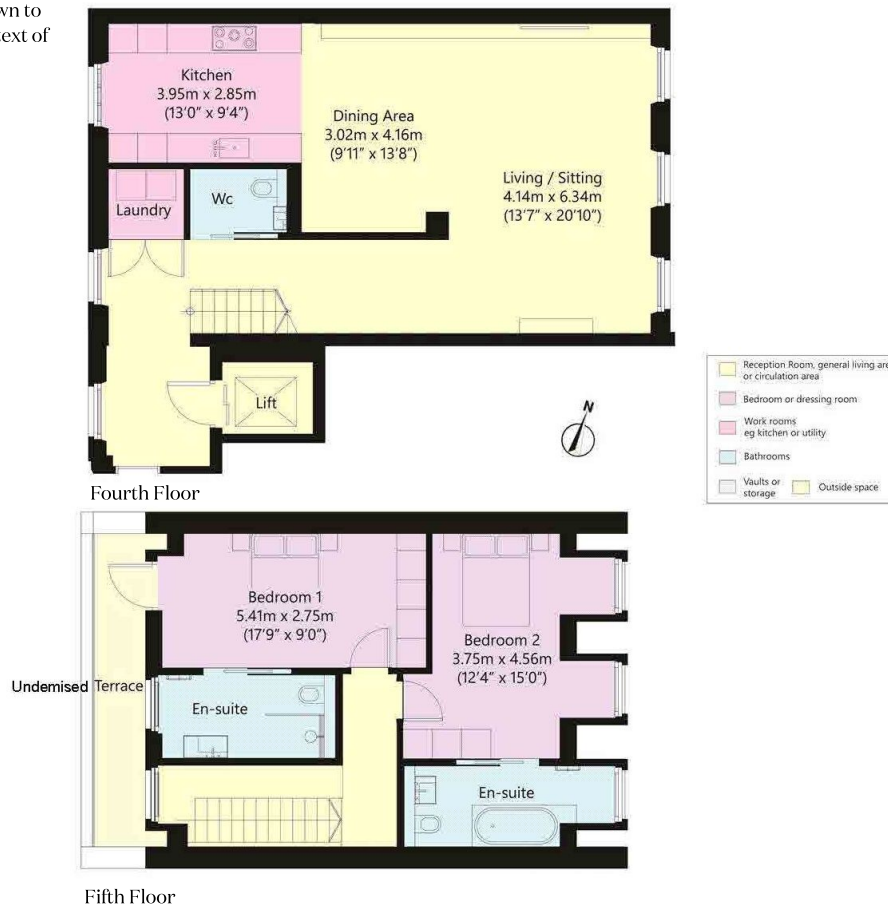 wn to
text of
Kitchen
3.95m x 2.85m
(13'0" x 9'4")
Dining Area
3.02m x 4.16m
(9'11" x 13'8")
Living / Sitting
4.14m x 6.34m
(13'7" x 20'10")
Laundry
Wc
Lift
N
Reception Room, general living are
or circulation area
Bedroom or dressing room
Work rooms
eg kitchen or utility
Bathrooms
Vaults or
storage
Outside space
Fourth Floor
Bedroom 1
5.41m x 2.75m
(17'9" x 9'0")
Bedroom 2
3.75m x 4.56m
(12'4" x 15'0")
Undemised Terrace
En-suite
En-suite
Fifth Floor